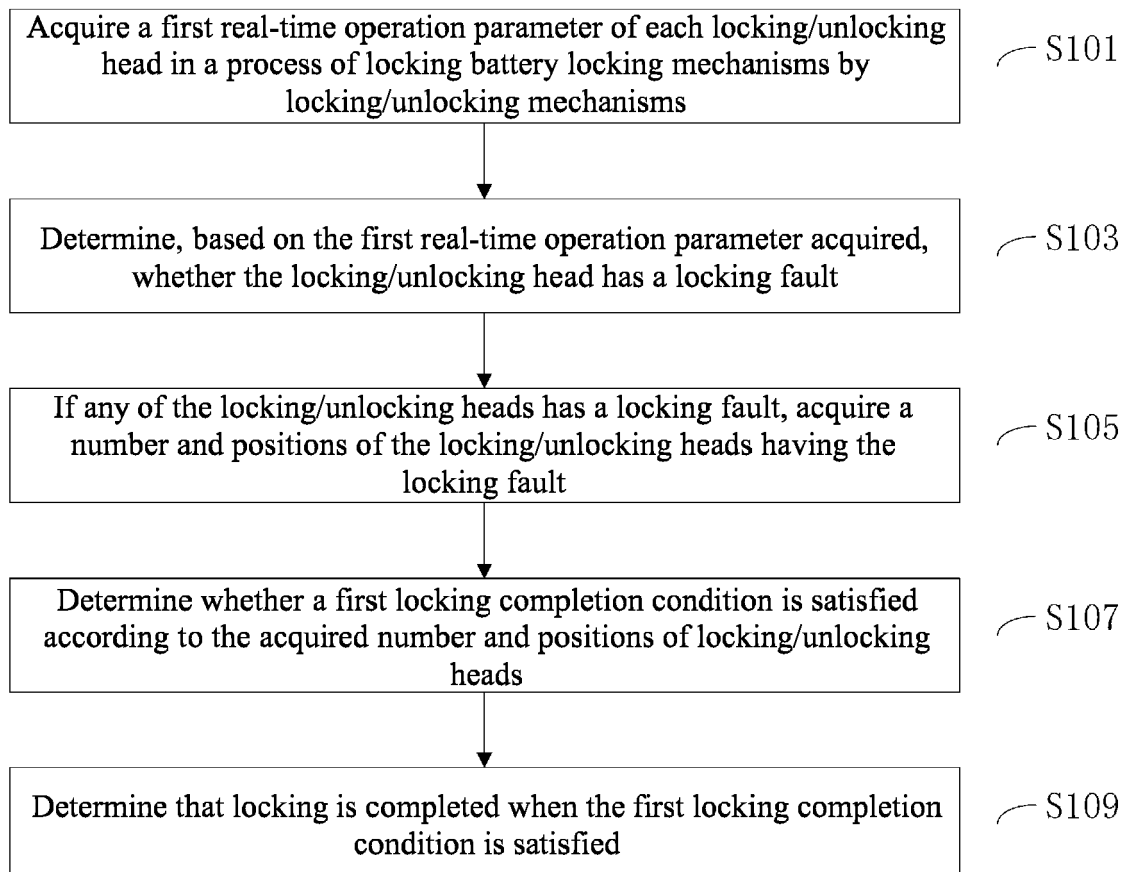 Acquire a first real-time operation parameter of each locking/unlocking
head in a process of locking battery locking mechanisms by
locking/unlocking mechanisms
S101
Determine, based on the first real-time operation parameter acquired,
whether the locking/unlocking head has a locking fault
S103
If any of the locking/unlocking heads has a locking fault, acquire a
number and positions of the locking/unlocking heads having the
locking fault
S105
Determine whether a first locking completion condition is satisfied
according to the acquired number and positions of locking/unlocking
heads
S107
Determine that locking is completed when the first locking completion
condition is satisfied
S109